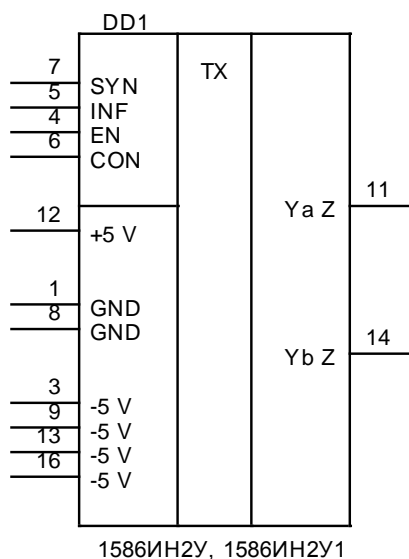 DD1
7 SYN TX
5 INF
4 EN
6 CON
12 +5 V
11 Ya Z
1 GND
8 GND
14 Yb Z
3 -5 V
9 -5 V
13 -5 V
16 -5 V
1586ИН2У, 1586ИН2У1